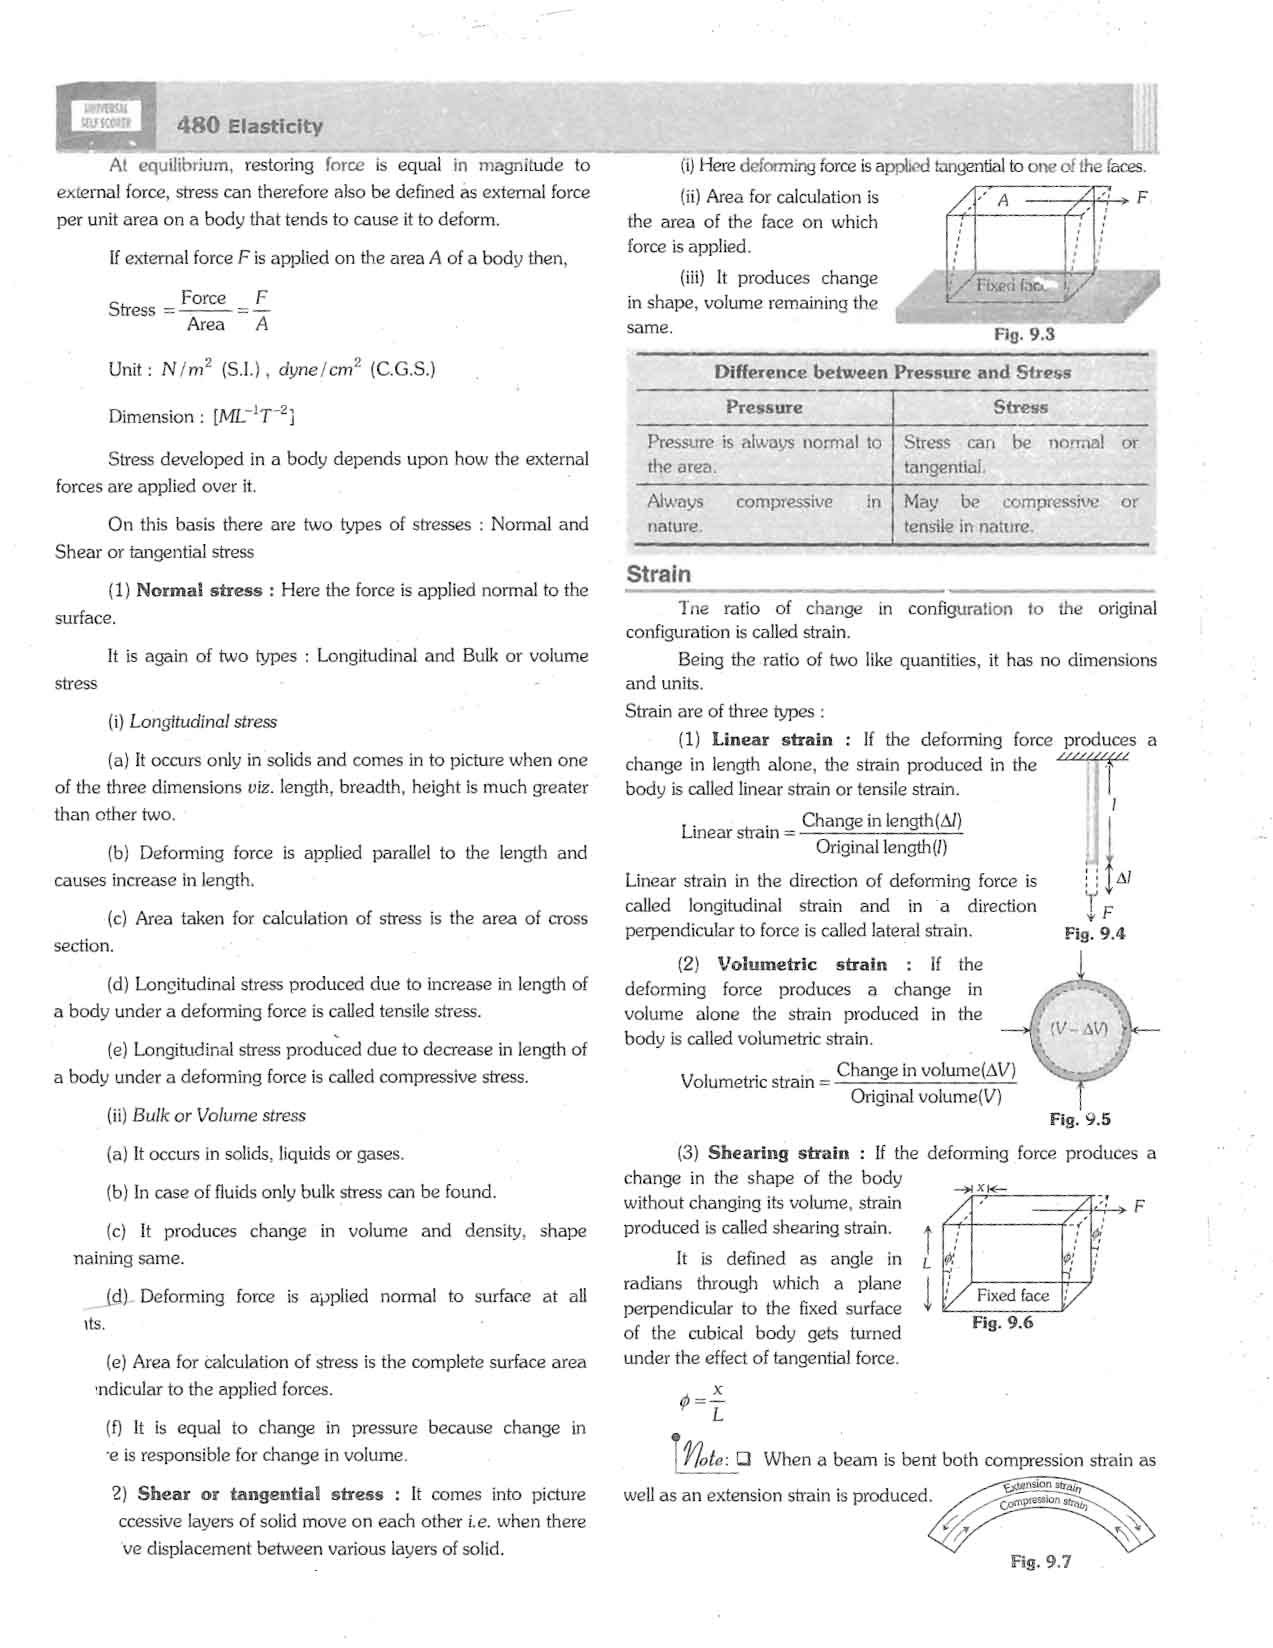 UNIVERSAL
SELF SCORER
480 Elasticity
At equilibrium, restoring force is equal in magnitude to
external force, stress can therefore also be defined as external force
per unit area on a body that tends to cause it to deform.
If external force F is applied on the area A of a body then,
Stress = Force / Area = F / A
Unit : N/m² (S.I.) , dyne/cm² (C.G.S.)
Dimension : [ML⁻¹T⁻²]
Stress developed in a body depends upon how the external
forces are applied over it.
On this basis there are two types of stresses : Normal and
Shear or tangential stress
(1) Normal stress : Here the force is applied normal to the
surface.
It is again of two types : Longitudinal and Bulk or volume
stress
(i) Longitudinal stress
(a) It occurs only in solids and comes in to picture when one
of the three dimensions viz. length, breadth, height is much greater
than other two.
(b) Deforming force is applied parallel to the length and
causes increase in length.
(c) Area taken for calculation of stress is the area of cross
section.
(d) Longitudinal stress produced due to increase in length of
a body under a deforming force is called tensile stress.
(e) Longitudinal stress produced due to decrease in length of
a body under a deforming force is called compressive stress.
(ii) Bulk or Volume stress
(a) It occurs in solids, liquids or gases.
(b) In case of fluids only bulk stress can be found.
(c) It produces change in volume and density, shape
naining same.
(d) Deforming force is applied normal to surface at all
ıts.
(e) Area for calculation of stress is the complete surface area
ndicular to the applied forces.
(f) It is equal to change in pressure because change in
e is responsible for change in volume.
2) Shear or tangential stress : It comes into picture
ccessive layers of solid move on each other i.e. when there
ve displacement between various layers of solid.
(i) Here deforming force is applied tangential to one of the faces.
(ii) Area for calculation is
the area of the face on which
force is applied.
(iii) It produces change
in shape, volume remaining the
same.
A
F
Fixed face
Fig. 9.3
Difference between Pressure and Stress
Pressure
Stress
Pressure is always normal to
the area.
Stress can be normal or
tangential.
Always compressive in
nature.
May be compressive or
tensile in nature.
Strain
The ratio of change in configuration to the original
configuration is called strain.
Being the ratio of two like quantities, it has no dimensions
and units.
Strain are of three types :
(1) Linear strain : If the deforming force produces a
change in length alone, the strain produced in the
body is called linear strain or tensile strain.
Linear strain = Change in length(Δl) / Original length(l)
Linear strain in the direction of deforming force is
called longitudinal strain and in a direction
perpendicular to force is called lateral strain.
l
Δl
F
Fig. 9.4
(2) Volumetric strain : If the
deforming force produces a change in
volume alone the strain produced in the
body is called volumetric strain.
Volumetric strain = Change in volume(ΔV) / Original volume(V)
(V – ΔV)
Fig. 9.5
(3) Shearing strain : If the deforming force produces a
change in the shape of the body
without changing its volume, strain
produced is called shearing strain.
It is defined as angle in
radians through which a plane
perpendicular to the fixed surface
of the cubical body gets turned
under the effect of tangential force.
x
F
L
ϕ
ϕ
ϕ
Fixed face
Fig. 9.6
ϕ = x / L
Note: ❑ When a beam is bent both compression strain as
well as an extension strain is produced.
Extension strain
Compression strain
Fig. 9.7